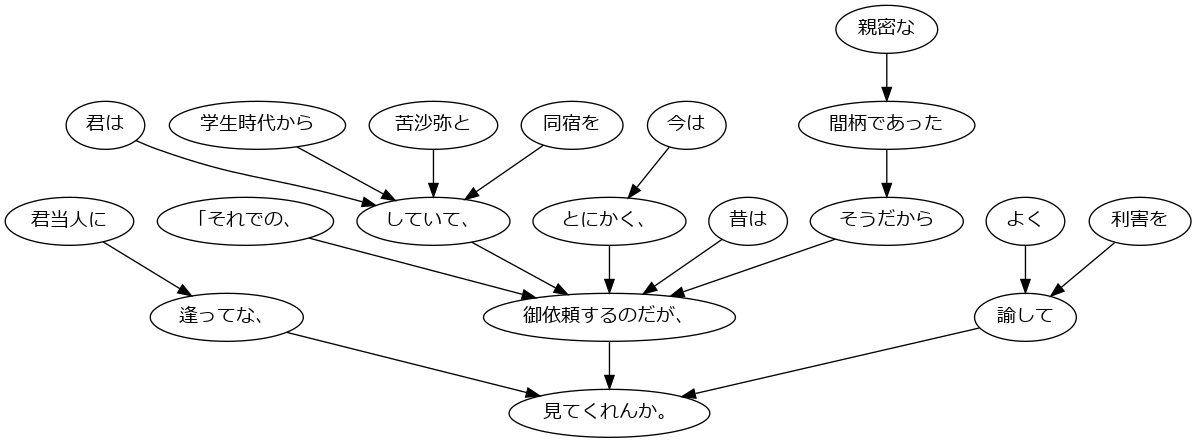 親密な
君は
学生時代から
苦沙弥と
同宿を
今は
間柄であった
君当人に
「それでの、
していて、
とにかく、
昔は
そうだから
よく
利害を
逢ってな、
御依頼するのだが、
諭して
見てくれんか。